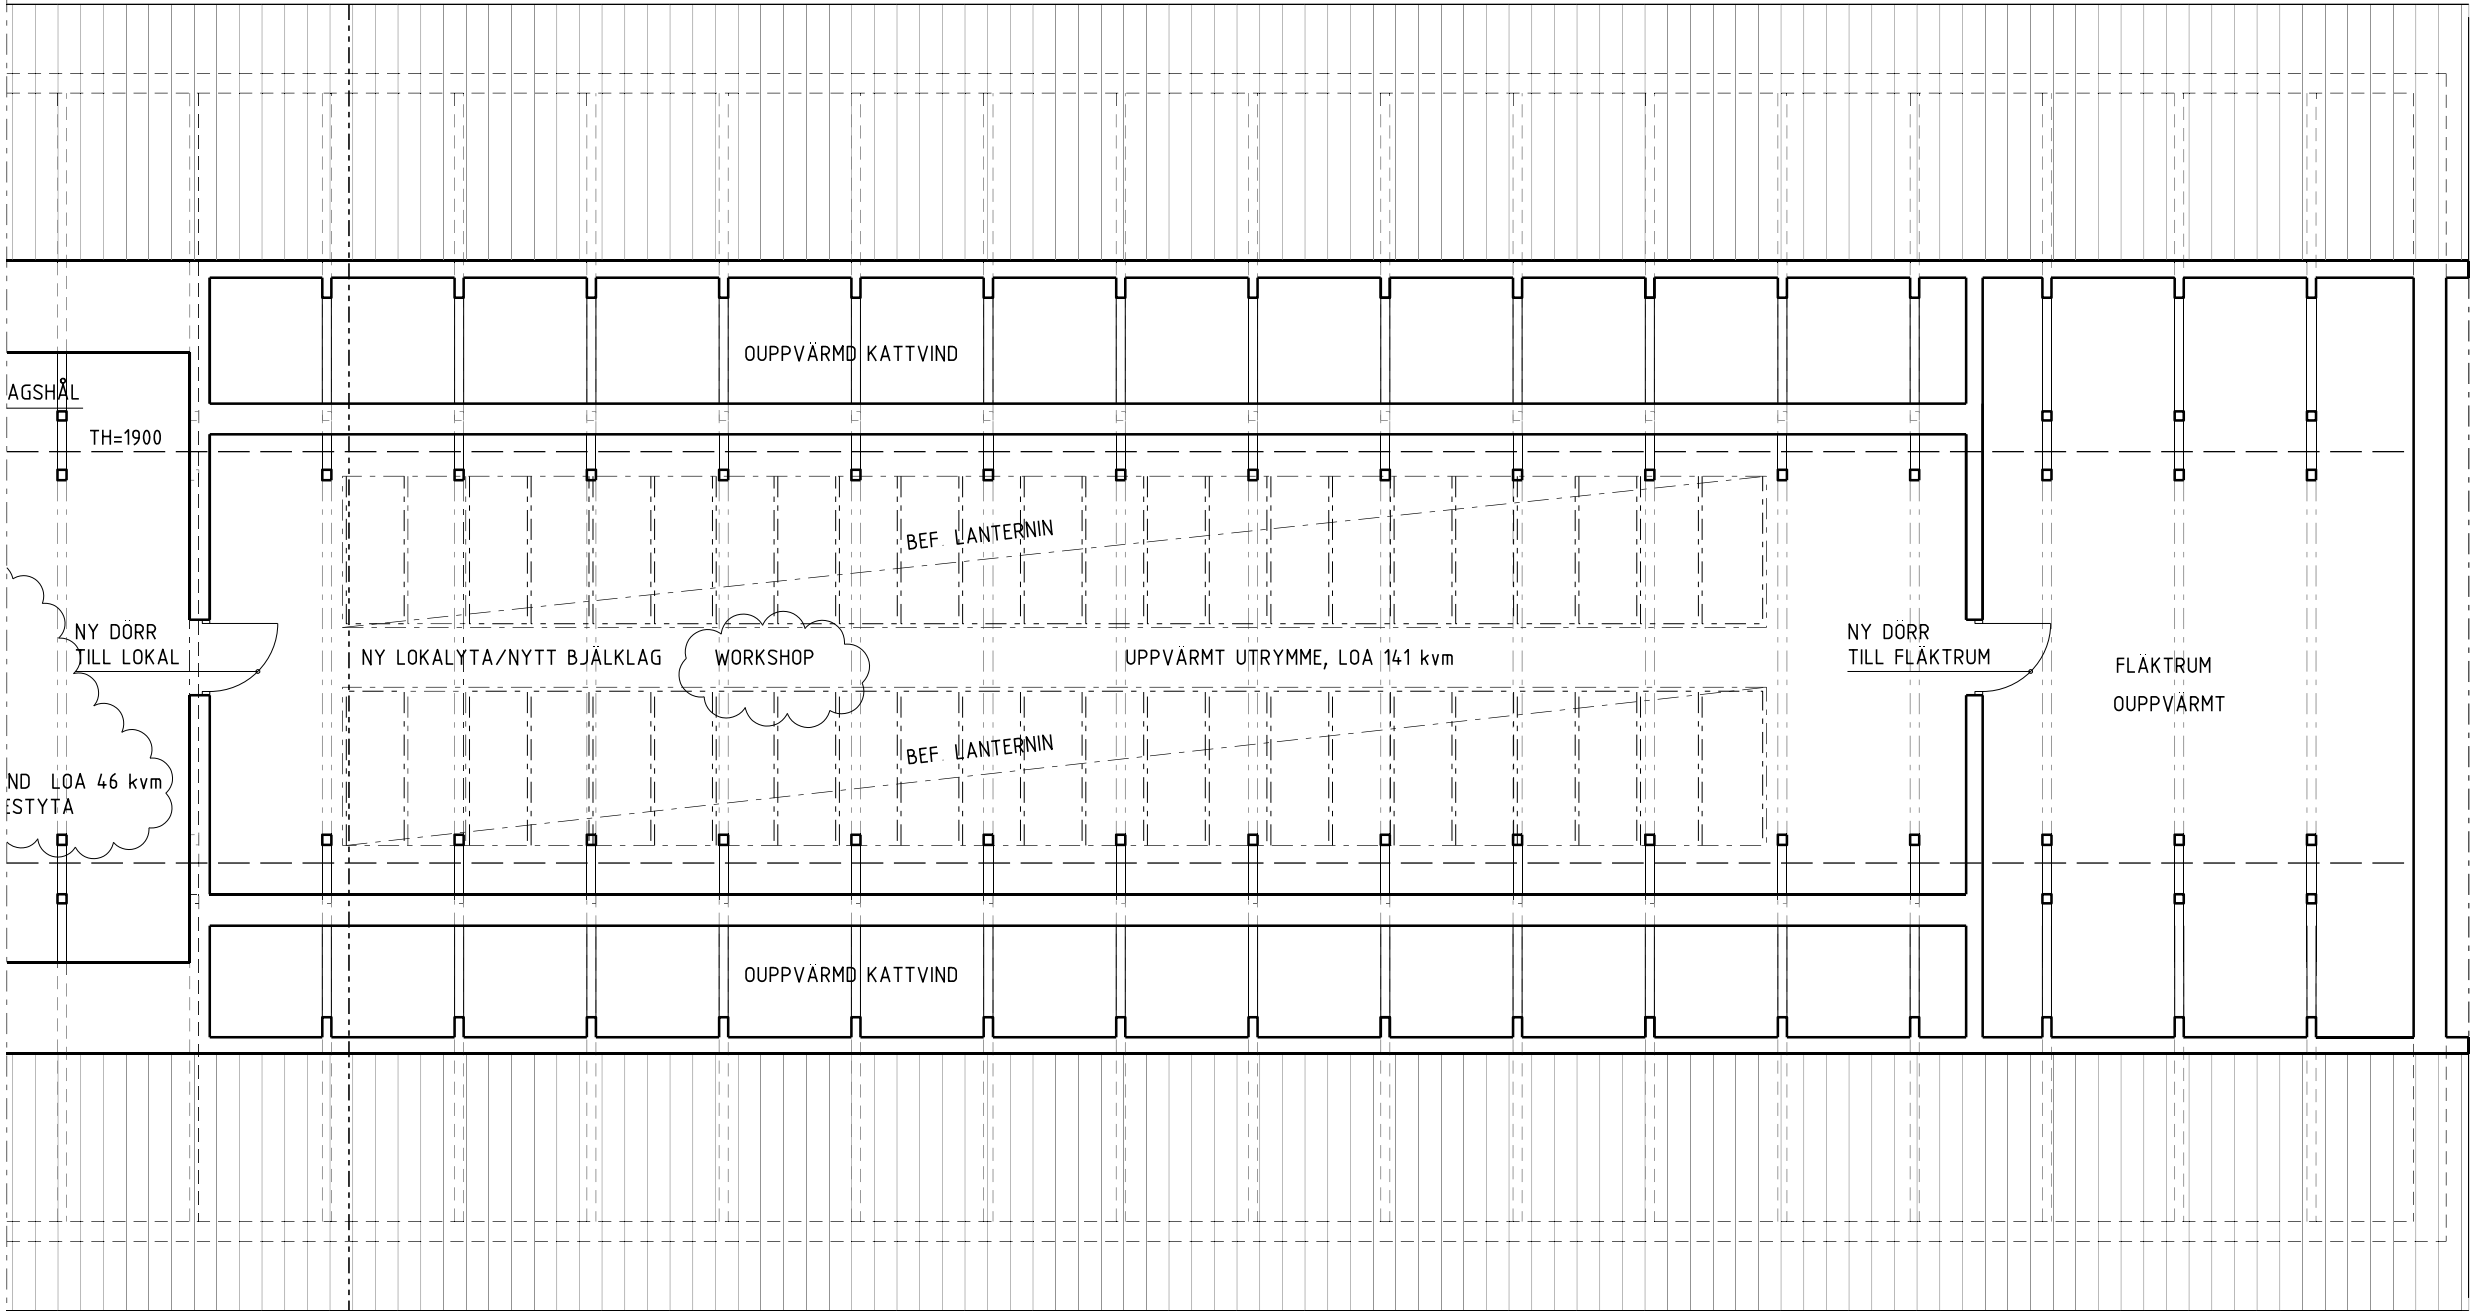 OUPPVÄRMD KATTVIND
AGSHÅL
TH=1900
BEF. LANTERNIN
NY DÖRR
TILL LOKAL
NY LOKALYTA/NYTT BJÄLKLAG
WORKSHOP
UPPVÄRMT UTRYMME, LOA 141 kvm
NY DÖRR
TILL FLÄKTRUM
FLÄKTRUM
OUPPVÄRMT
BEF. LANTERNIN
ND LOA 46 kvm
ESTYTA
OUPPVÄRMD KATTVIND